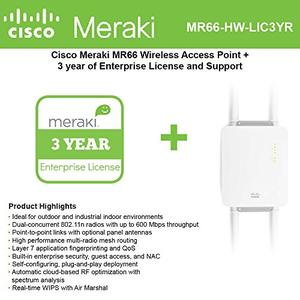 CISCO Meraki
MR66-HW-LIC3YR
Cisco Meraki MR66 Wireless Access Point +
3 year of Enterprise License and Support
meraki
3 YEAR
Enterprise License
+
Product Highlights
• Ideal for outdoor and industrial indoor environments
• Dual-concurrent 802.11n radios with up to 600 Mbps throughput
• Point-to-point links with optional panel antennas
• High performance multi-radio mesh routing
• Layer 7 application fingerprinting and QoS
• Built-in enterprise security, guest access, and NAC
• Self-configuring, plug-and-play deployment
• Automatic cloud-based RF optimization with
spectrum analysis
• Real-time WIPS with Air Marshal